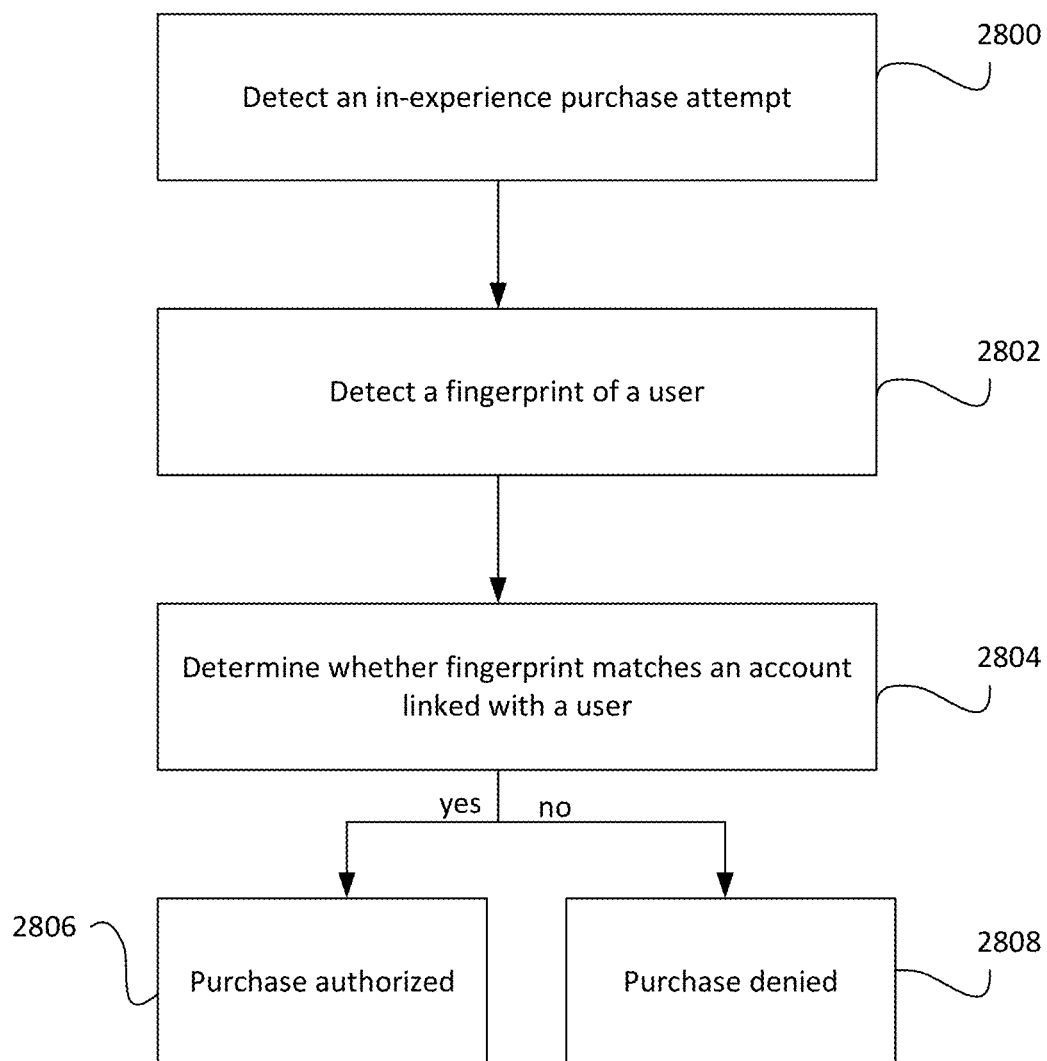 2800
Detect an in-experience purchase attempt
2802
Detect a fingerprint of a user
2804
Determine whether fingerprint matches an account
linked with a user
yes
no
2806
2808
Purchase authorized
Purchase denied